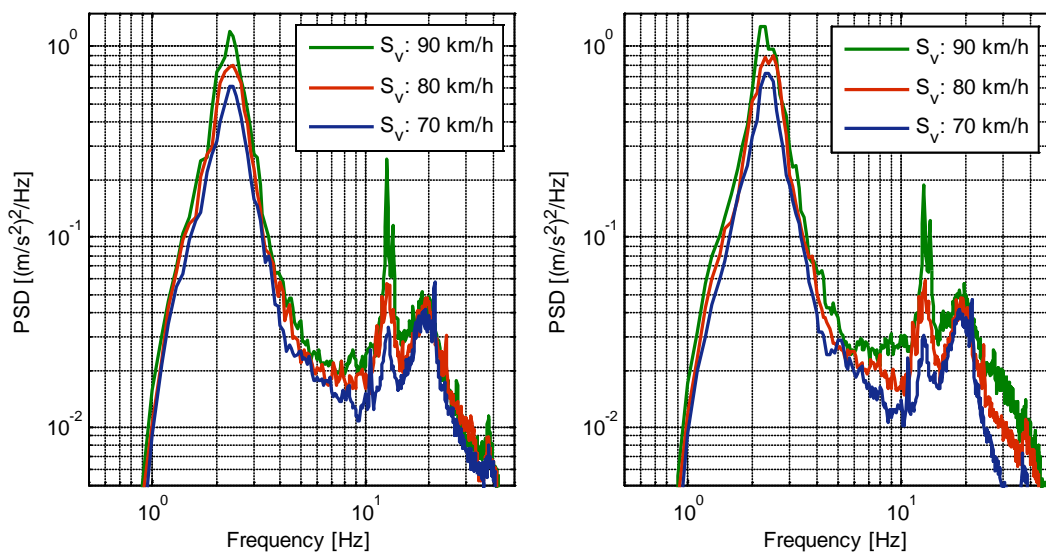 S_v: 90 km/h
S_v: 80 km/h
S_v: 70 km/h
10^0
10^-1
10^-2
PSD [(m/s^2)^2/Hz]
10^0
10^1
Frequency [Hz]
S_v: 90 km/h
S_v: 80 km/h
S_v: 70 km/h
10^0
10^-1
10^-2
PSD [(m/s^2)^2/Hz]
10^0
10^1
Frequency [Hz]